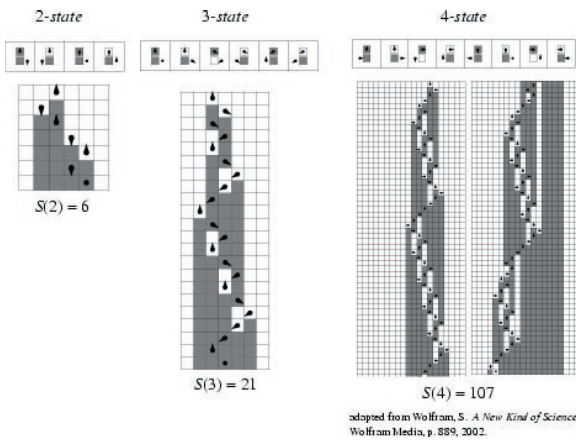 2-state
3-state
4-state
S(2) = 6
S(3) = 21
S(4) = 107
adapted from Wolfram, S. A New Kind of Science
Wolfram Media, p. 889, 2002.